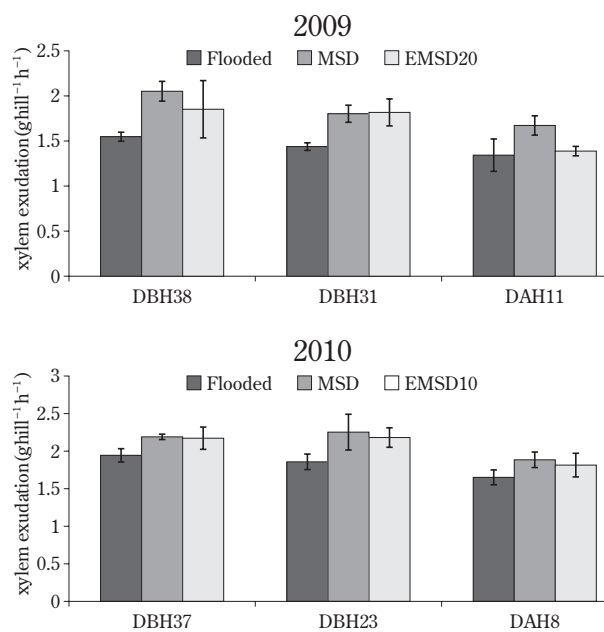 2009
xylem exudation(ghill⁻¹h⁻¹)
2.5
2
1.5
1
0.5
0
Flooded MSD EMSD20
DBH38 DBH31 DAH11
2010
xylem exudation(ghill⁻¹h⁻¹)
3
2.5
2
1.5
1
0.5
0
Flooded MSD EMSD10
DBH37 DBH23 DAH8